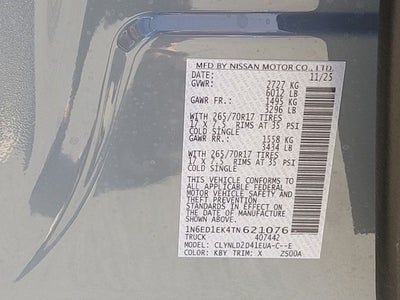 MFD BY NISSAN MOTOR CO., LTD.
DATE: 11/25
GVWR: 2727 KG
6012 LB
GAWR FR.: 1495 KG
3296 LB
WITH 265/70R17 TIRES
17 X 7.5 RIMS AT 35 PSI
COLD SINGLE
GAWR RR.: 1558 KG
3434 LB
WITH 265/70R17 TIRES
17 X 7.5 RIMS AT 35 PSI
COLD SINGLE
THIS VEHICLE CONFORMS TO
ALL APPLICABLE FEDERAL
MOTOR VEHICLE SAFETY AND
THEFT PREVENTION
STANDARDS IN EFFECT ON
THE DATE OF MANUFACTURE
SHOWN ABOVE.
1N6ED1EK4TN621076
TRUCK 407442
MODEL: CLYNLD2D41EUA-C--E
COLOR: KBY TRIM: X 2S00A